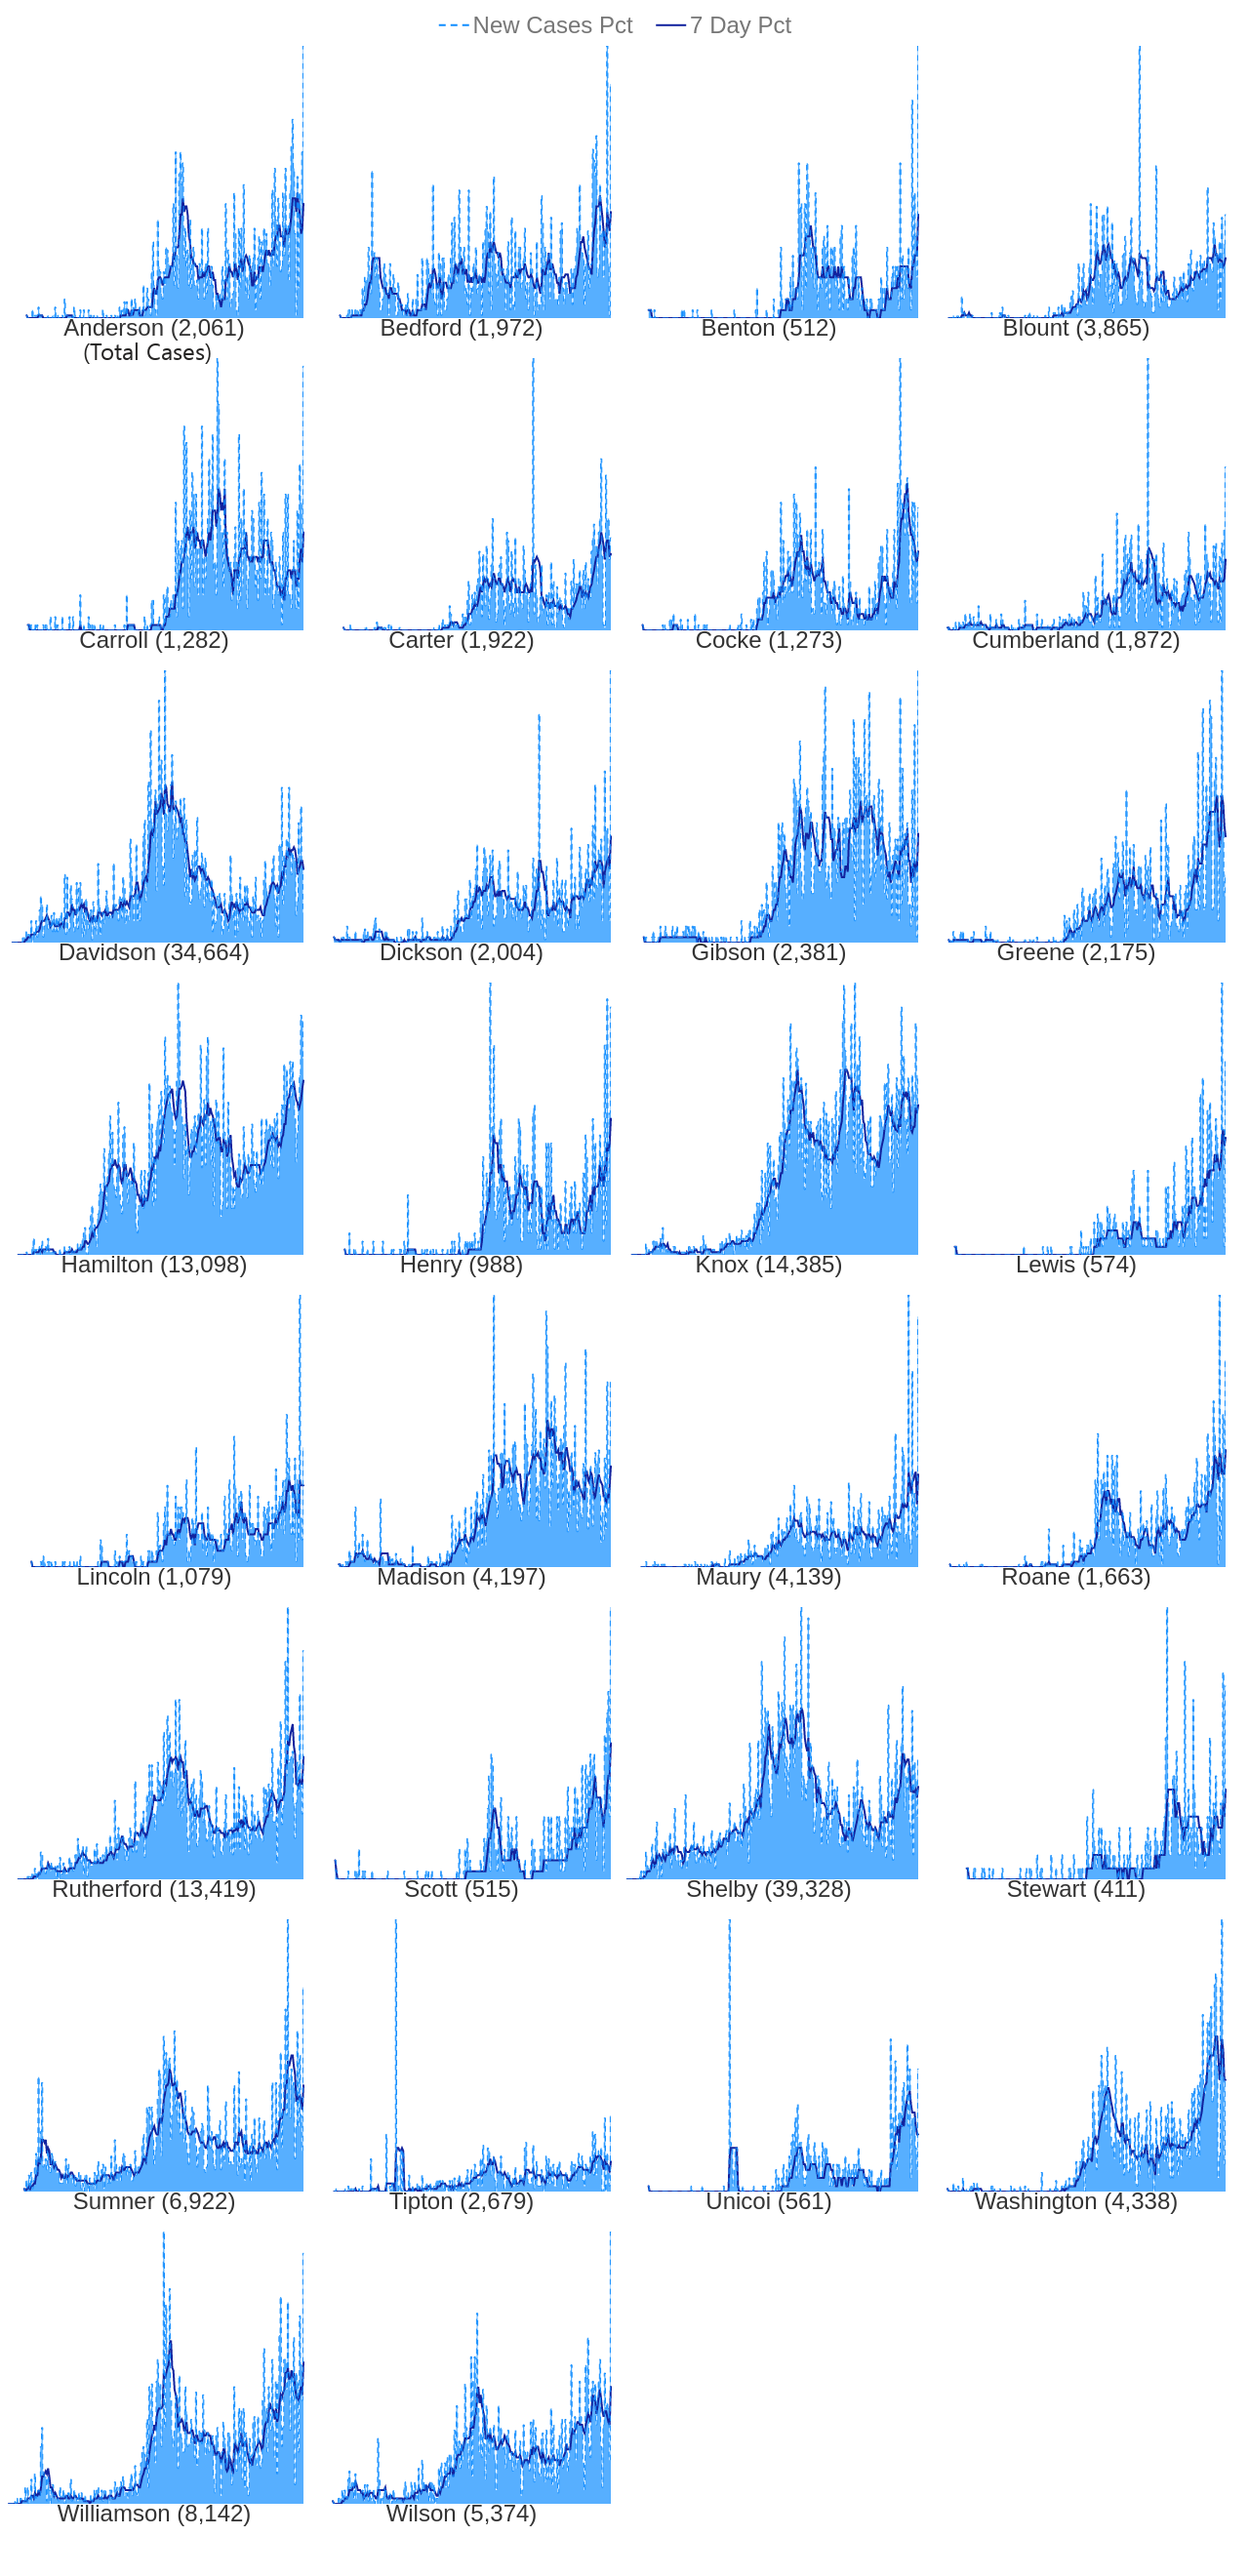 New Cases Pct 7 Day Pct
Anderson (2,061) Bedford (1,972) Benton (512) Blount (3,865)
(Total Cases)
Carroll (1,282) Carter (1,922) Cocke (1,273) Cumberland (1,872)
Davidson (34,664) Dickson (2,004) Gibson (2,381) Greene (2,175)
Hamilton (13,098) Henry (988) Knox (14,385) Lewis (574)
Lincoln (1,079) Madison (4,197) Maury (4,139) Roane (1,663)
Rutherford (13,419) Scott (515) Shelby (39,328) Stewart (411)
Sumner (6,922) Tipton (2,679) Unicoi (561) Washington (4,338)
Williamson (8,142) Wilson (5,374)